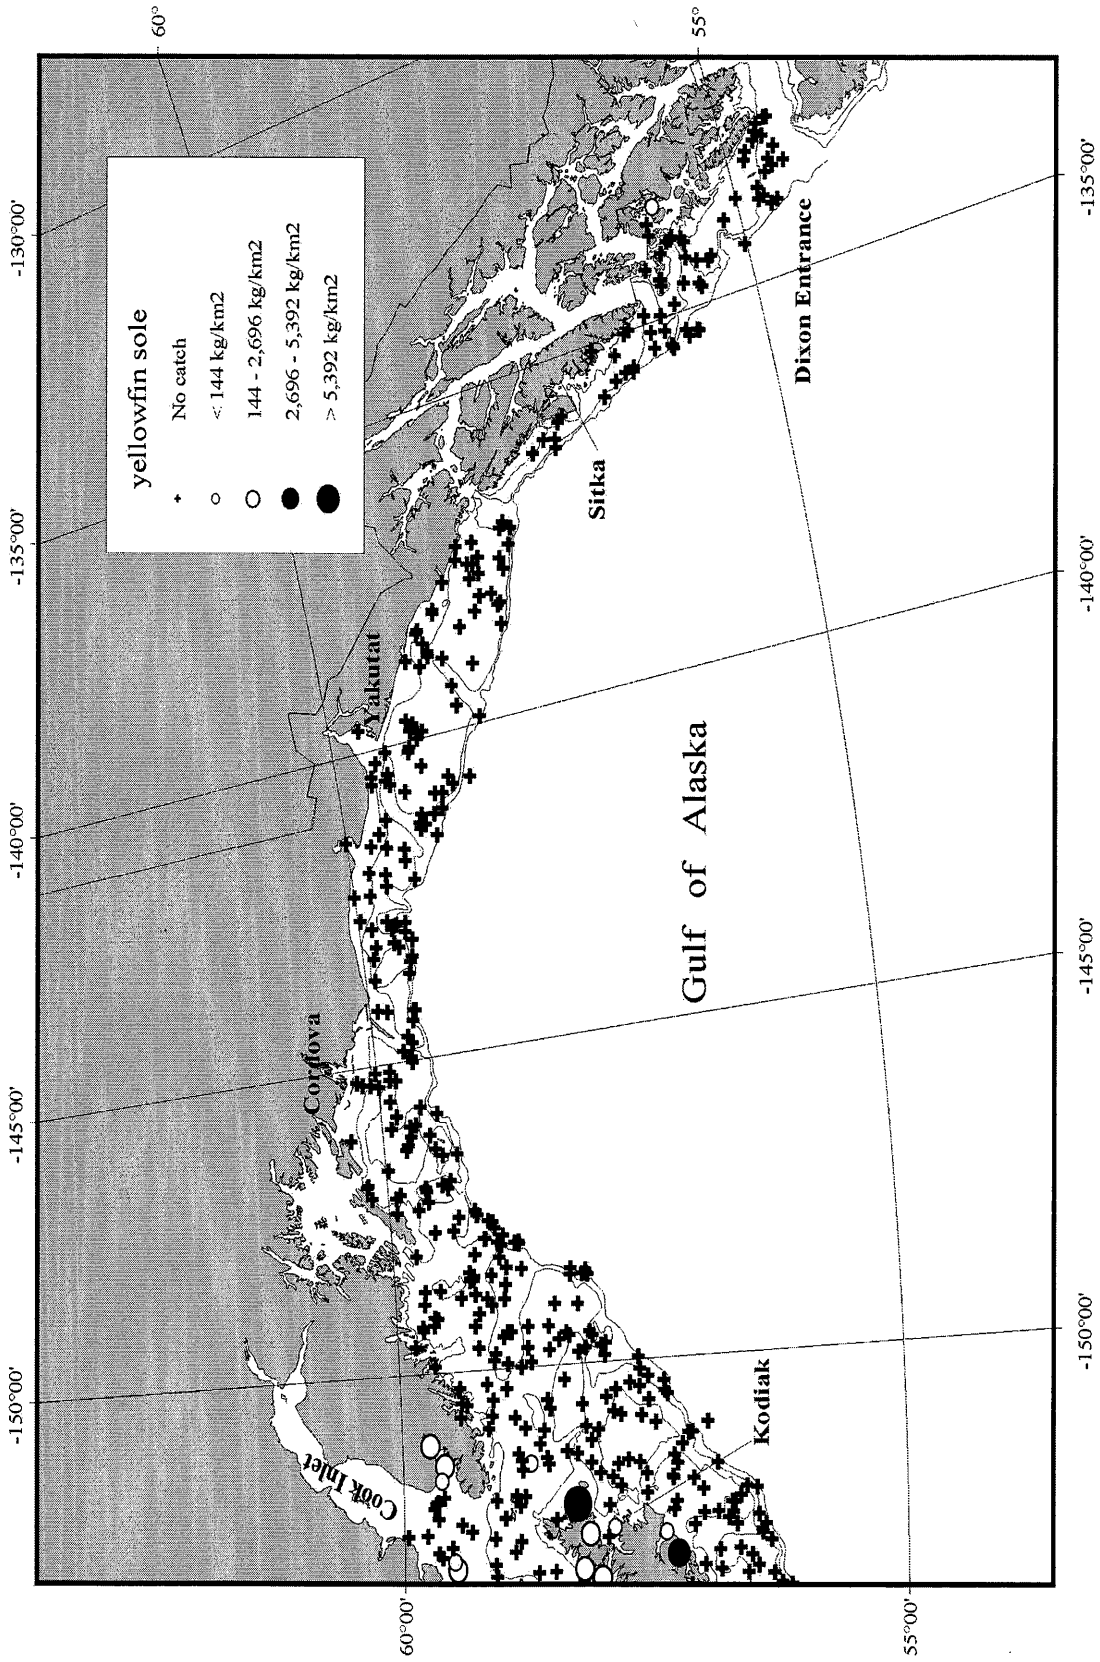 yellowfin sole
No catch
< 144 kg/km2
144 - 2,696 kg/km2
2,696 - 5,392 kg/km2
> 5,392 kg/km2
-150°00'
-145°00'
-140°00'
-135°00'
-130°00'
60°
55°
Cook Inlet
Cordova
Yakutat
Sitka
Dixon Entrance
Kodiak
Gulf of Alaska
60°00'
55°00'
-150°00'
-145°00'
-140°00'
-135°00'